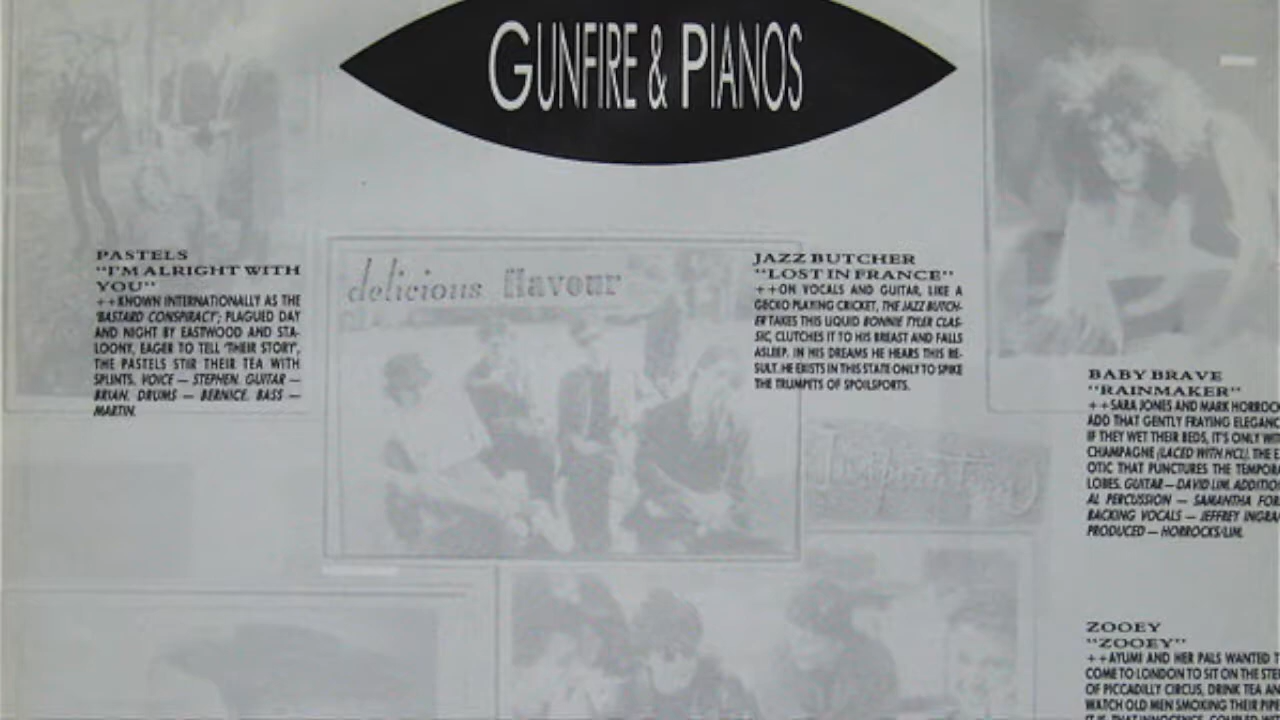 GUNFIRE & PIANOS
PASTELS
"I'M ALRIGHT WITH
YOU"
++KNOWN INTERNATIONALLY AS THE
'BASTARD CONSPIRACY'; PLAGUED DAY
AND NIGHT BY EASTWOOD AND STA-
LOONY, EAGER TO TELL 'THEIR STORY',
THE PASTELS STIR THEIR TEA WITH
SPLINTS. VOICE — STEPHEN. GUITAR —
BRIAN. DRUMS — BERNICE. BASS —
MARTIN.
delicious flavour
JAZZ BUTCHER
"LOST IN FRANCE"
++ON VOCALS AND GUITAR, LIKE A
GECKO PLAYING CRICKET, THE JAZZ BUTCH-
ER TAKES THIS LIQUID BONNIE TYLER CLAS-
SIC, CLUTCHES IT TO HIS BREAST AND FALLS
ASLEEP. IN HIS DREAMS HE HEARS THIS RE-
SULT. HE EXISTS IN THIS STATE ONLY TO SPIKE
THE TRUMPETS OF SPOILSPORTS.
BABY BRAVE
"RAINMAKER"
++SARA JONES AND MARK HORROC
ADD THAT GENTLY FRAYING ELEGANC
IF THEY WET THEIR BEDS, IT'S ONLY WIT
CHAMPAGNE (LACED WITH HCL). THE E
OTIC THAT PUNCTURES THE TEMPORA
LOBES. GUITAR — DAVID LIM. ADDITION
AL PERCUSSION — SAMANTHA FOR
BACKING VOCALS — JEFFREY INGRA
PRODUCED — HORROCKS/LIM.
ZOOEY
"ZOOEY"
++AYUMI AND HER PALS WANTED T
COME TO LONDON TO SIT ON THE STE
OF PICCADILLY CIRCUS, DRINK TEA AN
WATCH OLD MEN SMOKING THEIR PIPE